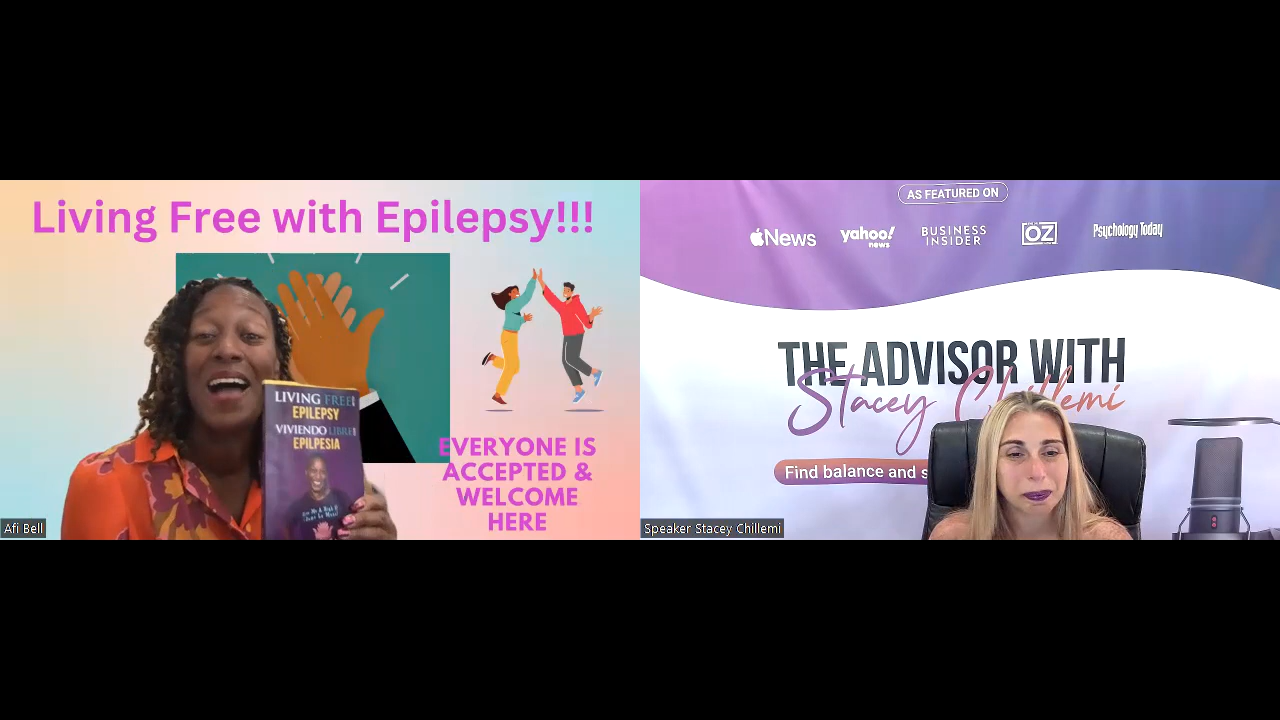 Living Free with Epilepsy!!!
LIVING FREE!
EPILEPSY
VIVIENDO LIBRE!
EPILPESIA
EVERYONE IS
ACCEPTED &
WELCOME
HERE
Afi Bell
AS FEATURED ON
News
yahoo!
news
BUSINESS
INSIDER
OZ
Psychology Today
THE ADVISOR WITH
Stacey Chillemi
Find balance and s
Speaker Stacey Chillemi